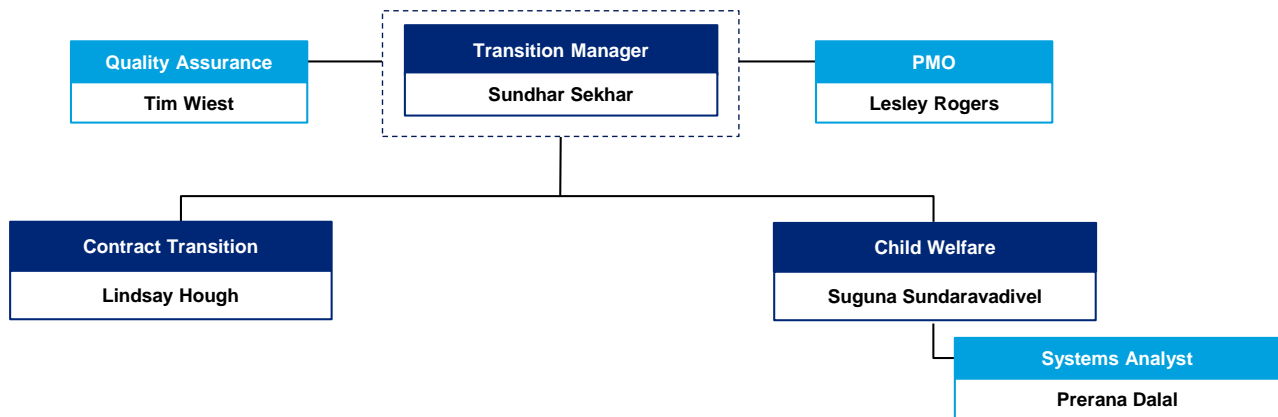 Transition Manager
Sundhar Sekhar
Quality Assurance
Tim Wiest
PMO
Lesley Rogers
Contract Transition
Lindsay Hough
Child Welfare
Suguna Sundaravadivel
Systems Analyst
Prerana Dalal